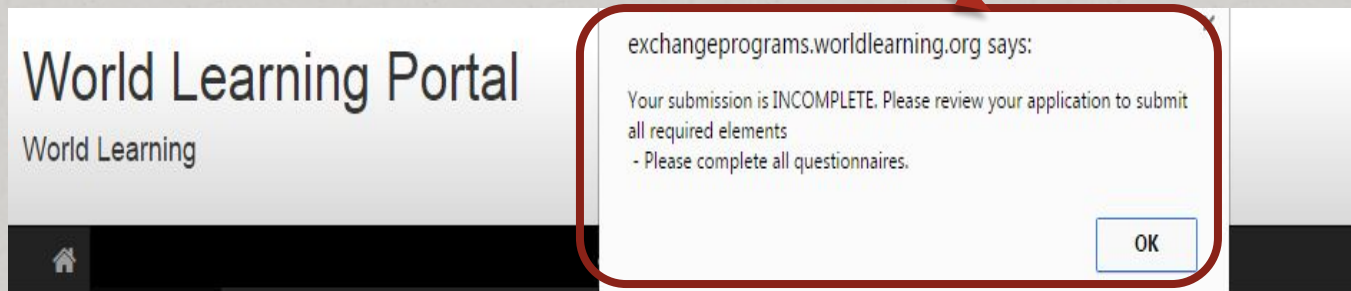 World Learning Portal
World Learning
exchangeprograms.worldlearning.org says:
Your submission is INCOMPLETE. Please review your application to submit
all required elements
- Please complete all questionnaires.
OK